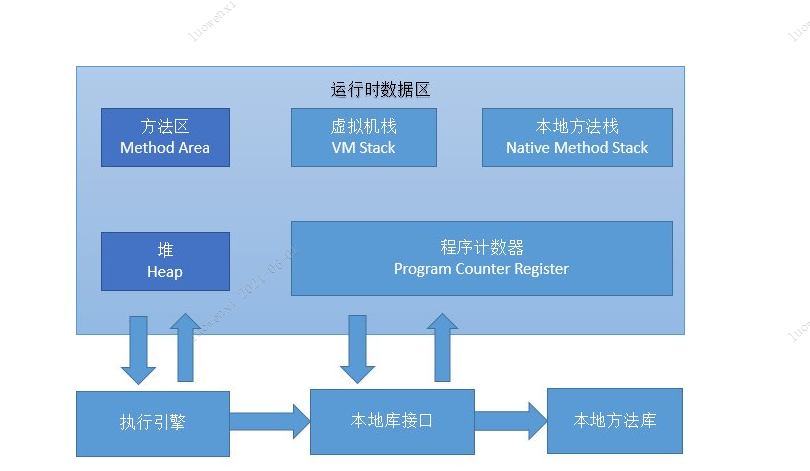 luowenxi
运行时数据区
方法区
Method Area
虚拟机栈
VM Stack
本地方法栈
Native Method Stack
堆
Heap
程序计数器
Program Counter Register
luowenxi 2021-06-01
执行引擎
本地库接口
本地方法库